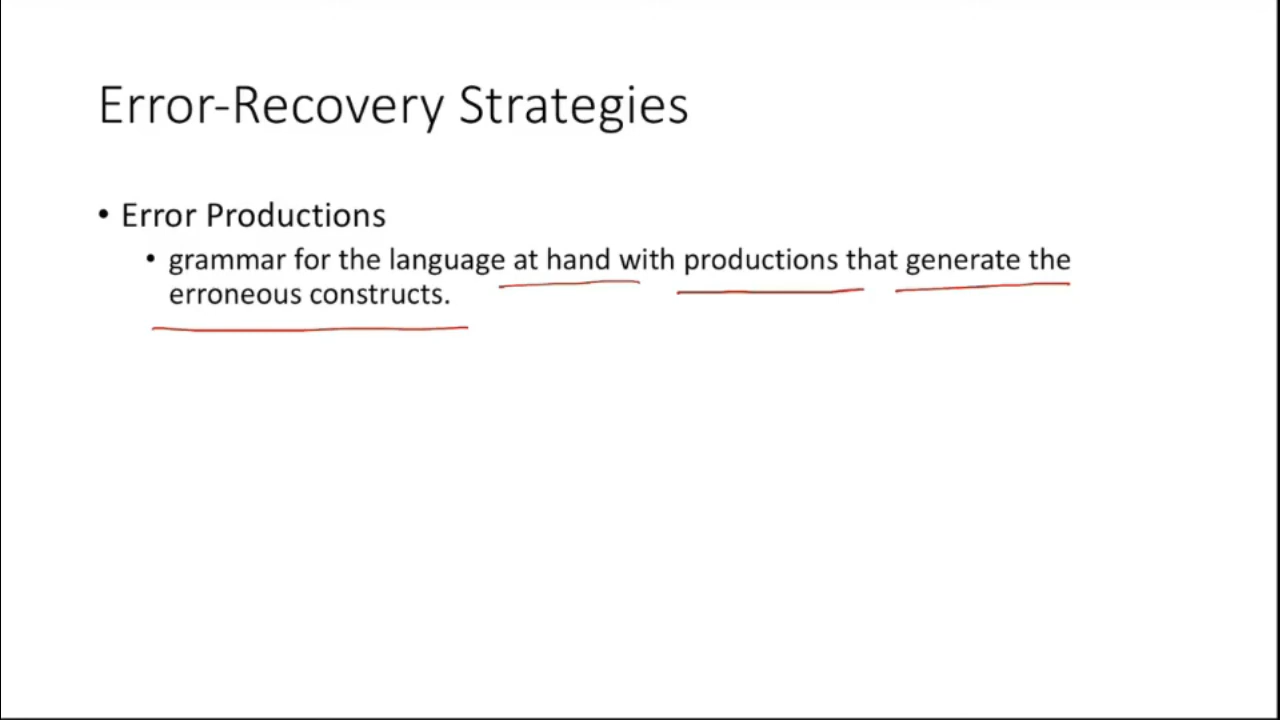 Error-Recovery Strategies
• Error Productions
• grammar for the language at hand with productions that generate the
erroneous constructs.